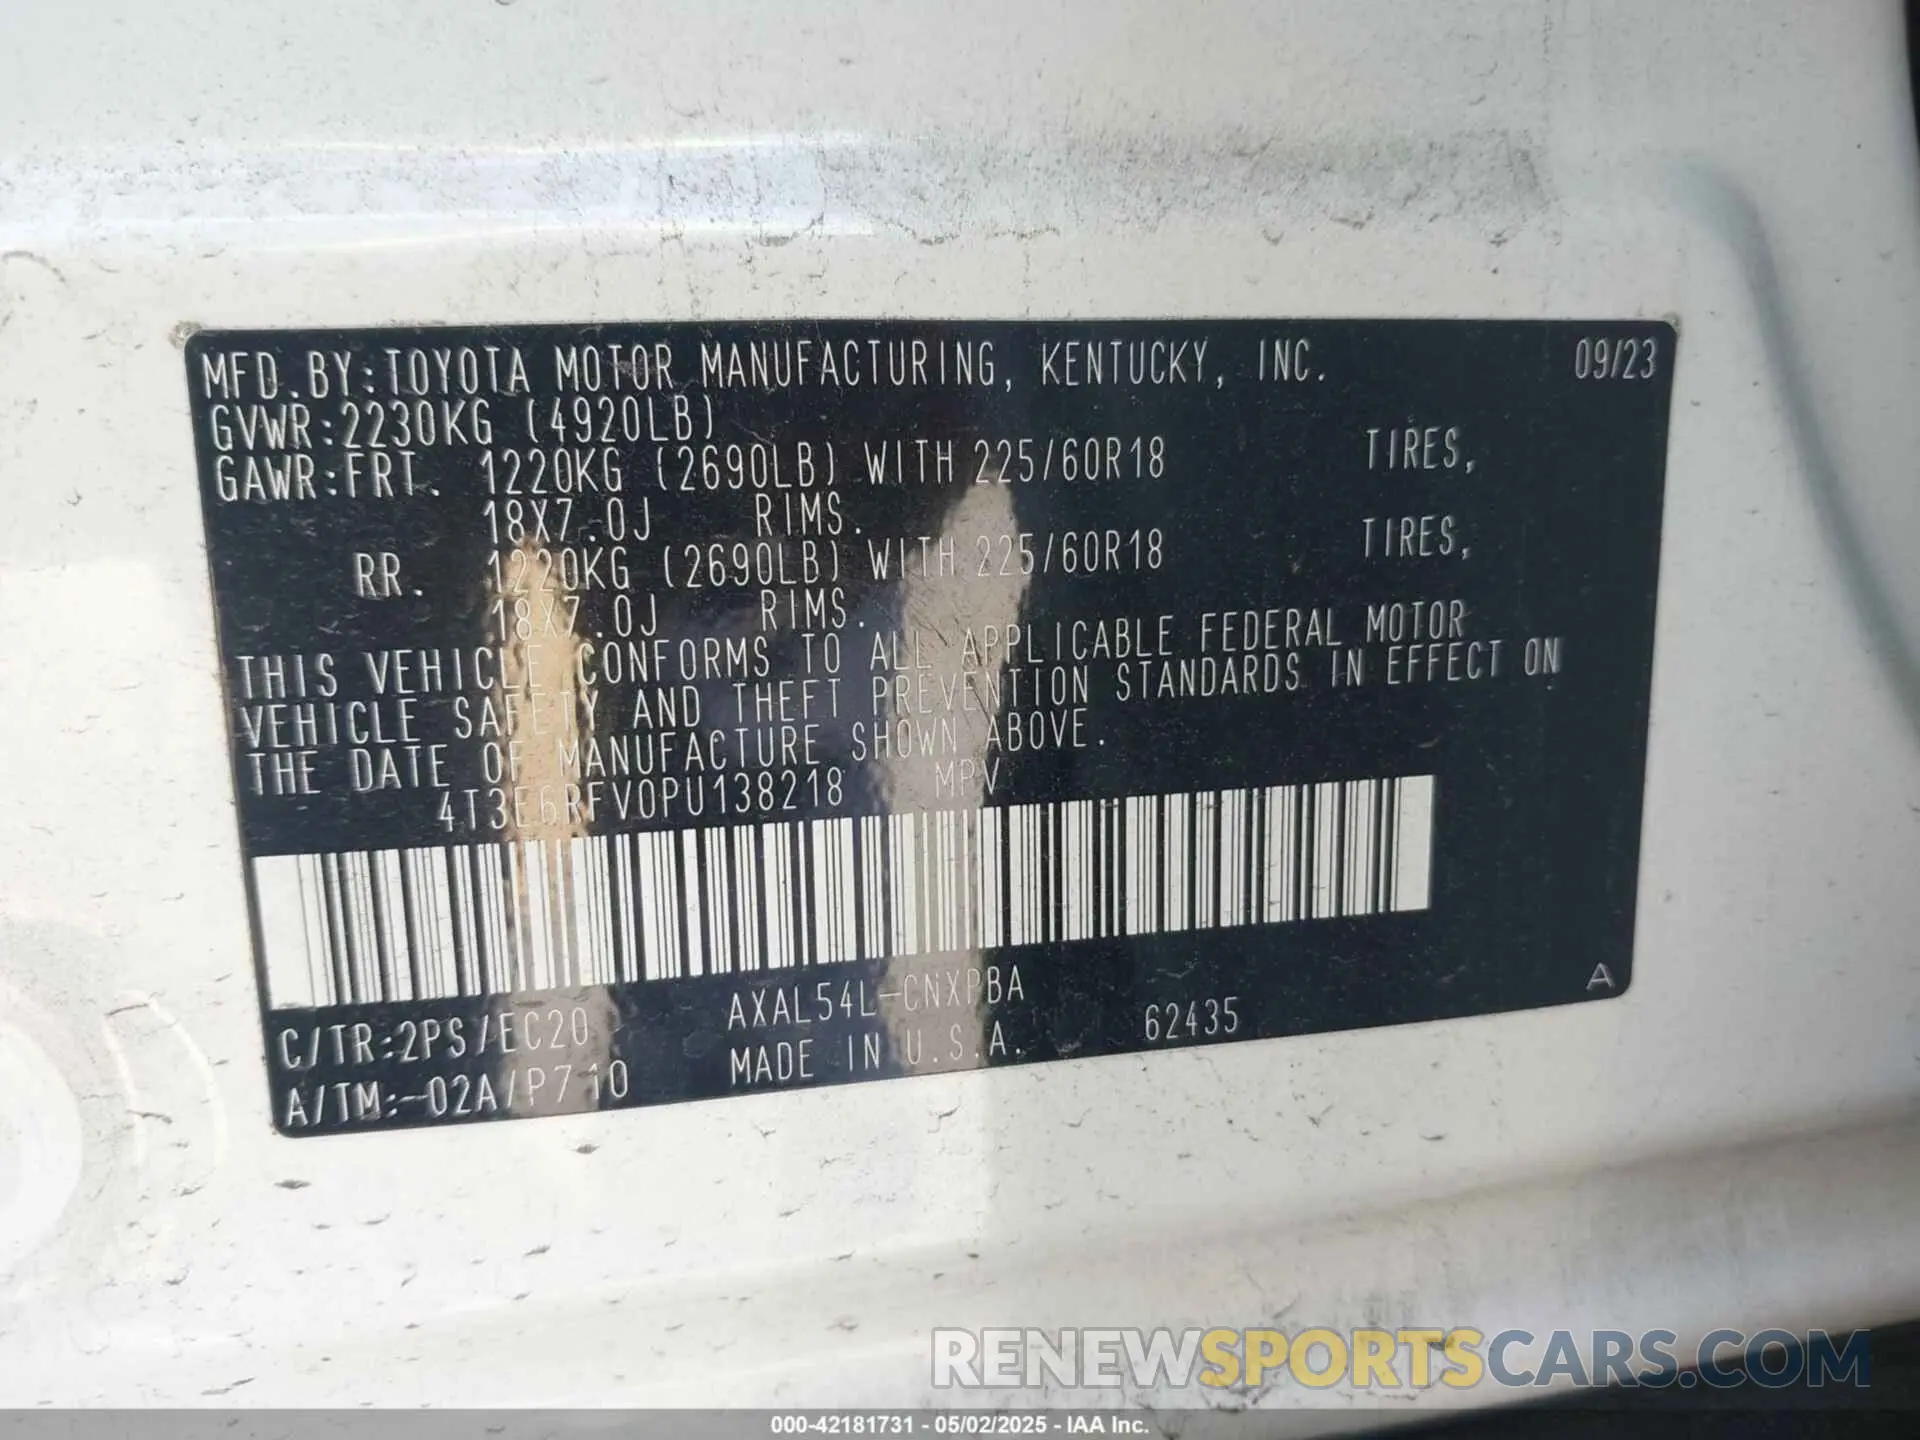 MFD.BY:TOYOTA MOTOR MANUFACTURING, KENTUCKY, INC. 09/23
GVWR:2230KG (4920LB)
GAWR:FRT. 1220KG (2690LB) WITH 225/60R18 TIRES,
18X7.0J RIMS.
RR. 1220KG (2690LB) WITH 225/60R18 TIRES,
18X7.0J RIMS.
THIS VEHICLE CONFORMS TO ALL APPLICABLE FEDERAL MOTOR
VEHICLE SAFETY AND THEFT PREVENTION STANDARDS IN EFFECT ON
THE DATE OF MANUFACTURE SHOWN ABOVE.
4T3E6RFV0PU138218 MPV
AXAL54L-CNXPBA A
C/TR:2PS/EC20 62435
A/TM:-02A/P710 MADE IN U.S.A.
RENEWSPORTSCARS.COM
000-42181731 - 05/02/2025 - IAA Inc.